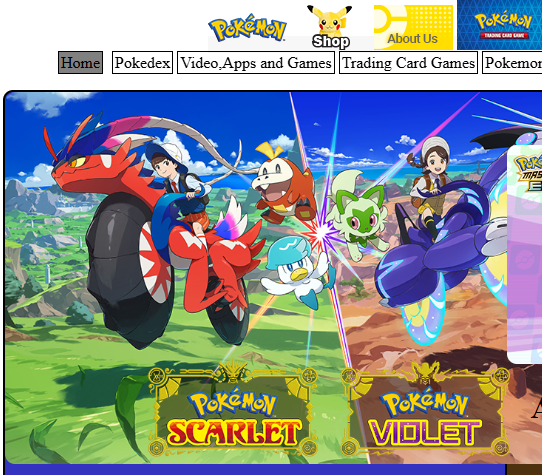 POKÉMON Shop About Us POKÉMON
TRADING CARD GAME
Home Pokedex Video,Apps and Games Trading Card Games Pokemon
POKÉMON POKÉMON
SCARLET VIOLET